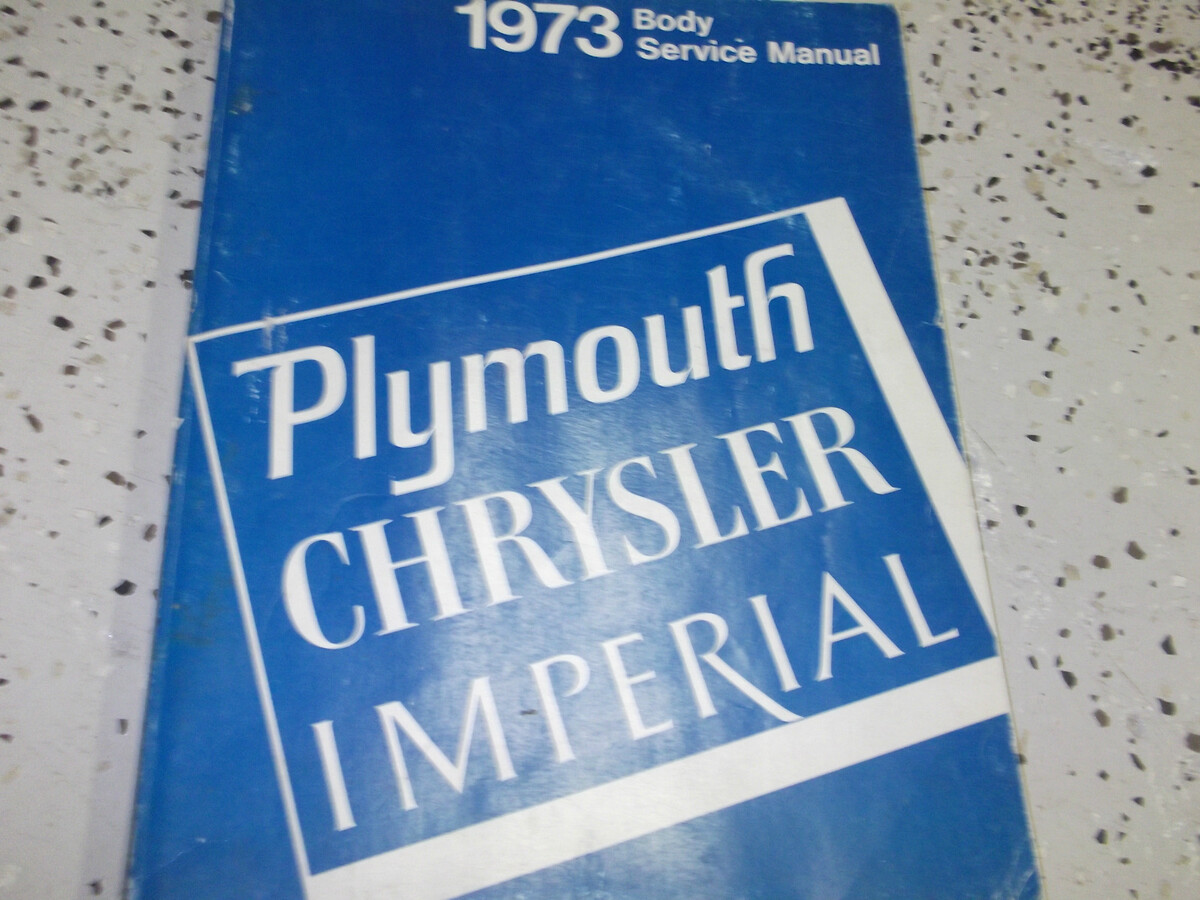 1973 Body
Service Manual
Plymouth
CHRYSLER
IMPERIAL